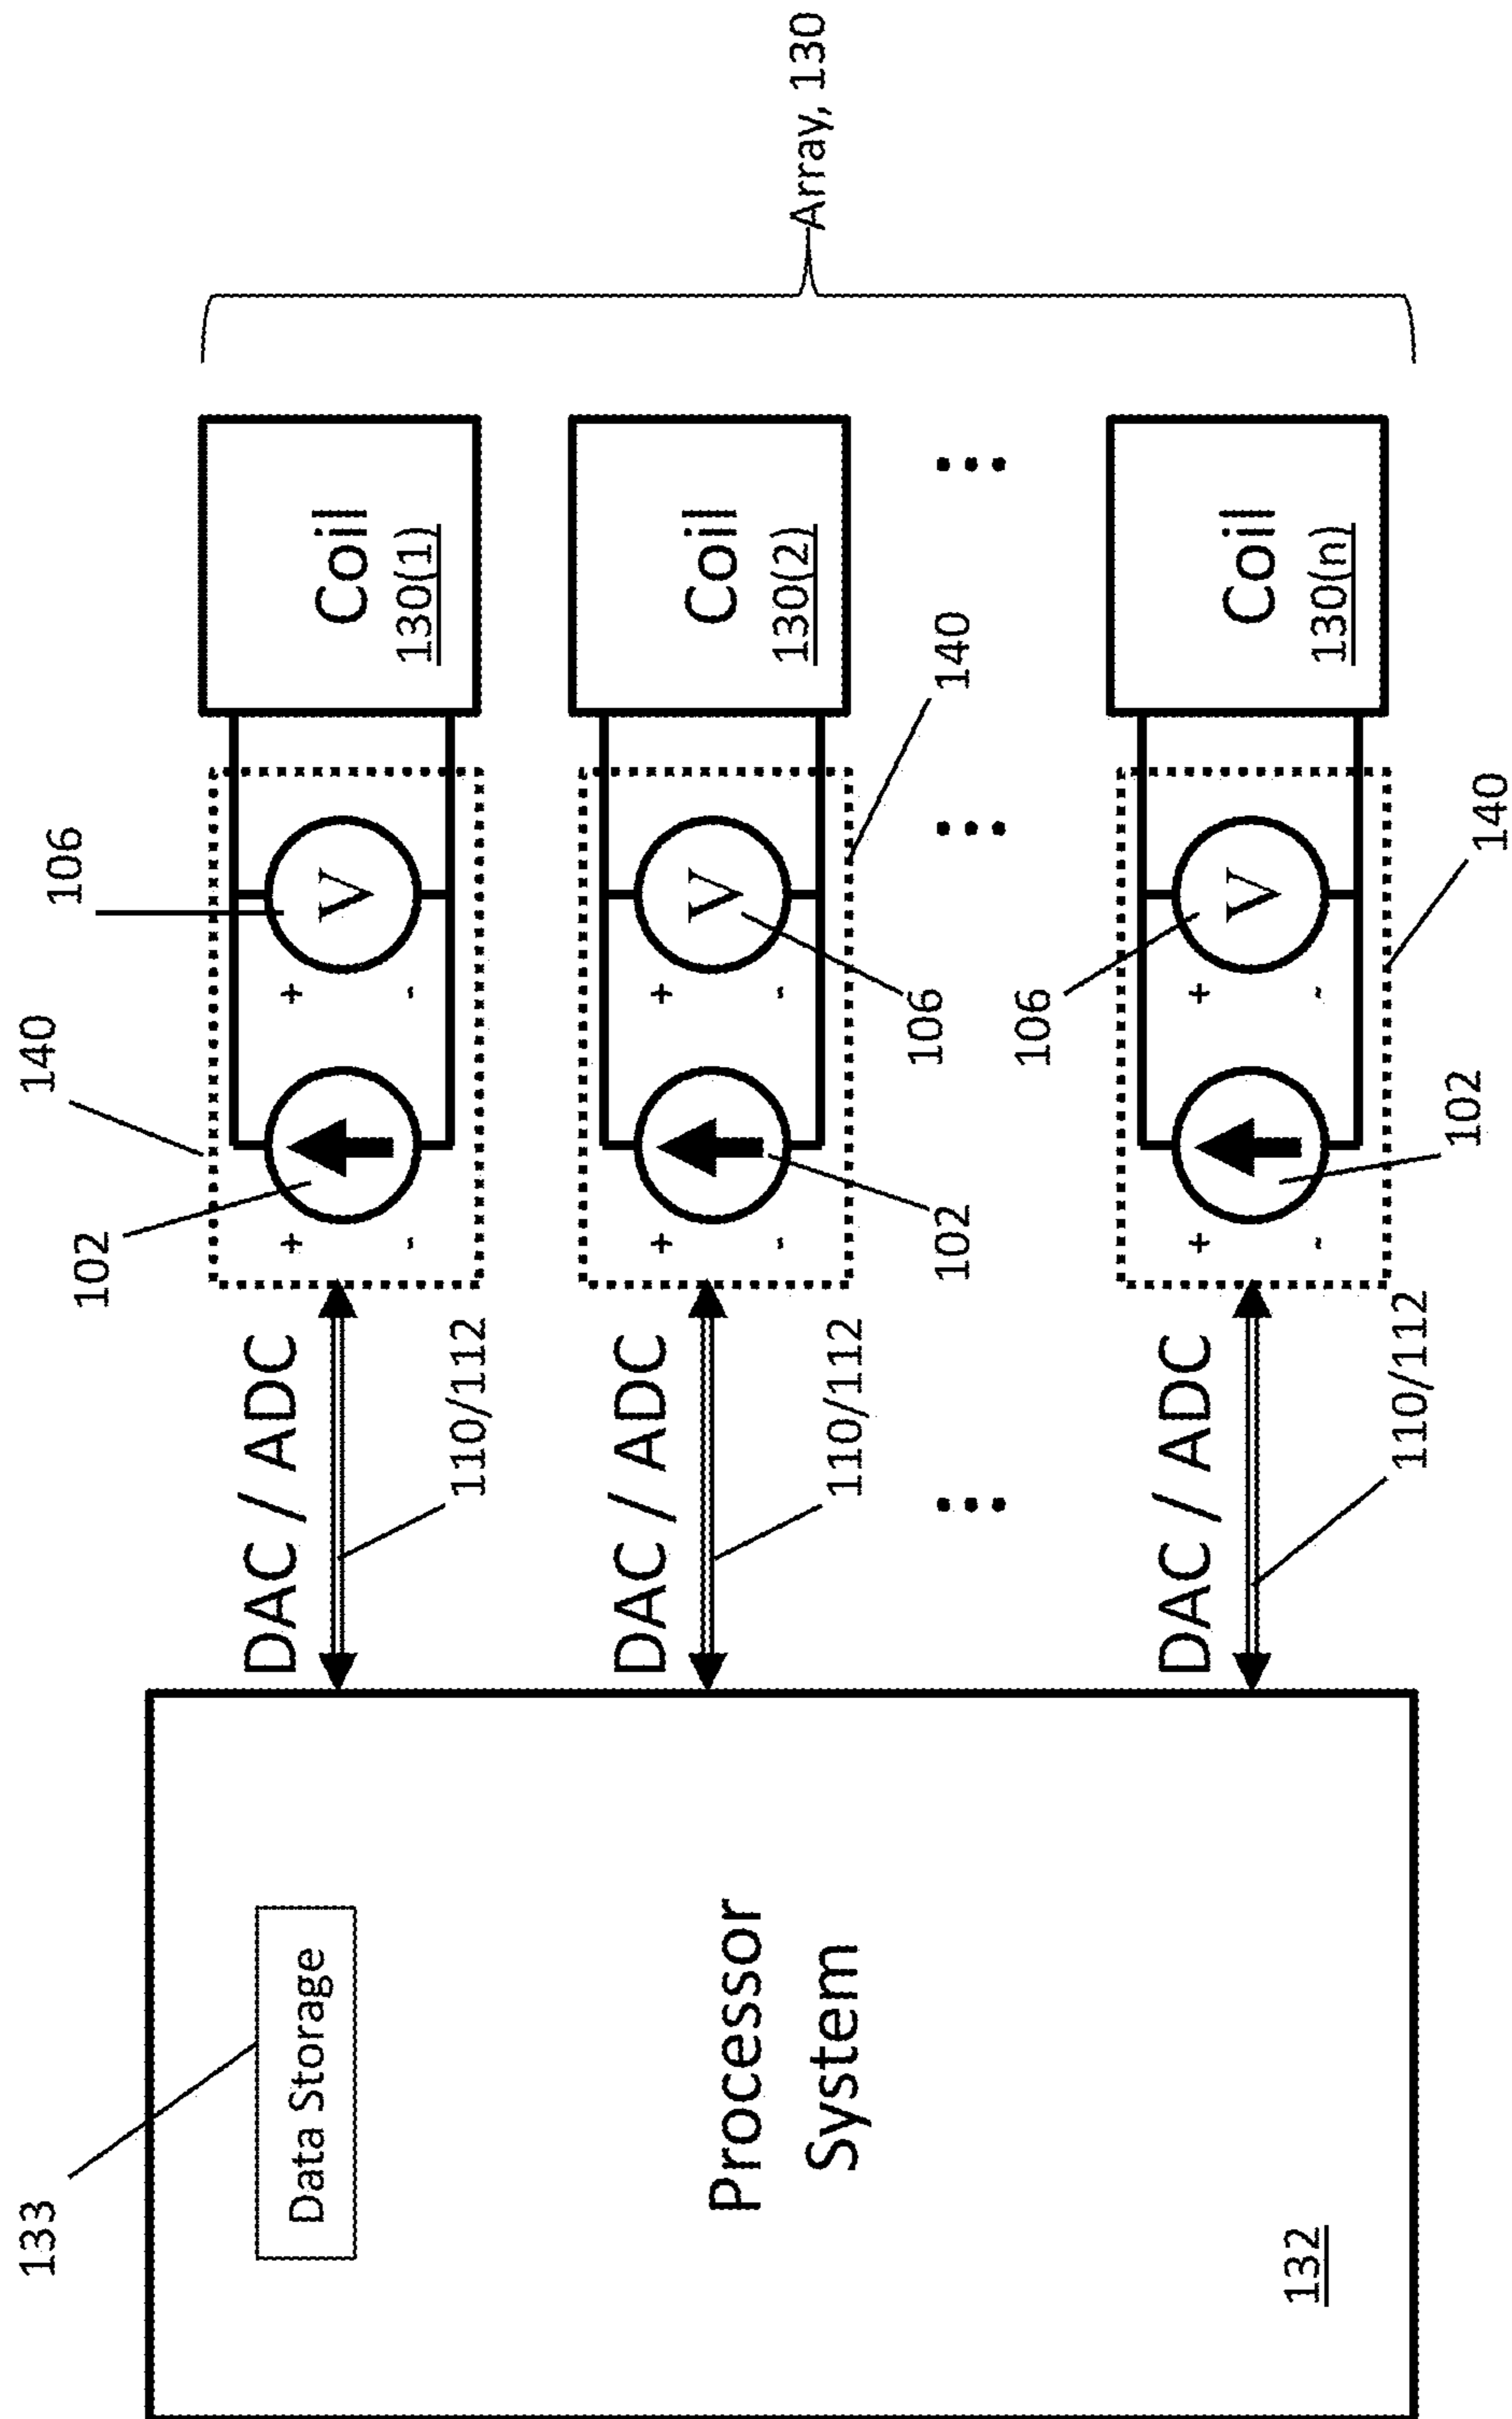 133
Data Storage
Processor
System
132
DAC / ADC
110/112
DAC / ADC
110/112
DAC / ADC
110/112
102
140
106
+
-
+
-
102
106
140
+
-
+
-
102
106
140
+
-
+
-
Coil
130(1)
Coil
130(2)
Coil
130(n)
V
V
V
Array, 130